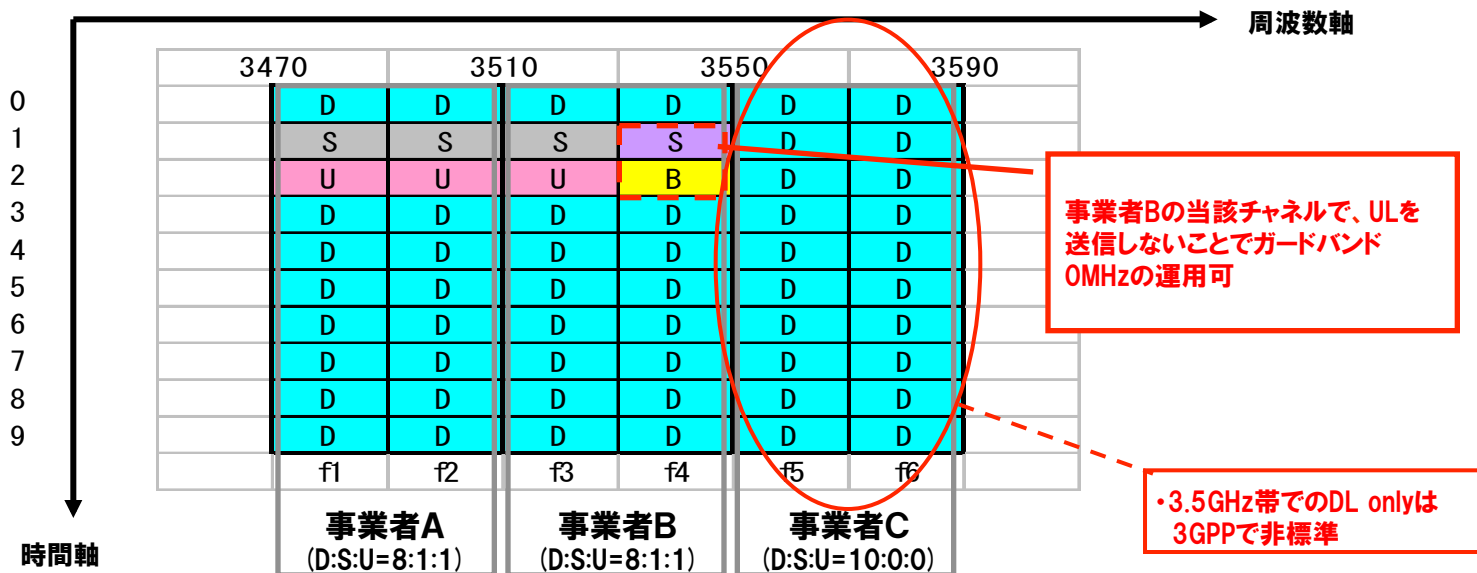 周波数軸
3470 3510 3550 3590
0 D D D D D D
1 S S S S D D
2 U U U B D D
3 D D D D D D
4 D D D D D D
5 D D D D D D
6 D D D D D D
7 D D D D D D
8 D D D D D D
9 D D D D D D
f1 f2 f3 f4 f5 f6
事業者Bの当該チャネルで、ULを
送信しないことでガードバンド
0MHzの運用可
・3.5GHz帯でのDL onlyは
3GPPで非標準
事業者A 事業者B 事業者C
(D:S:U=8:1:1) (D:S:U=8:1:1) (D:S:U=10:0:0)
時間軸